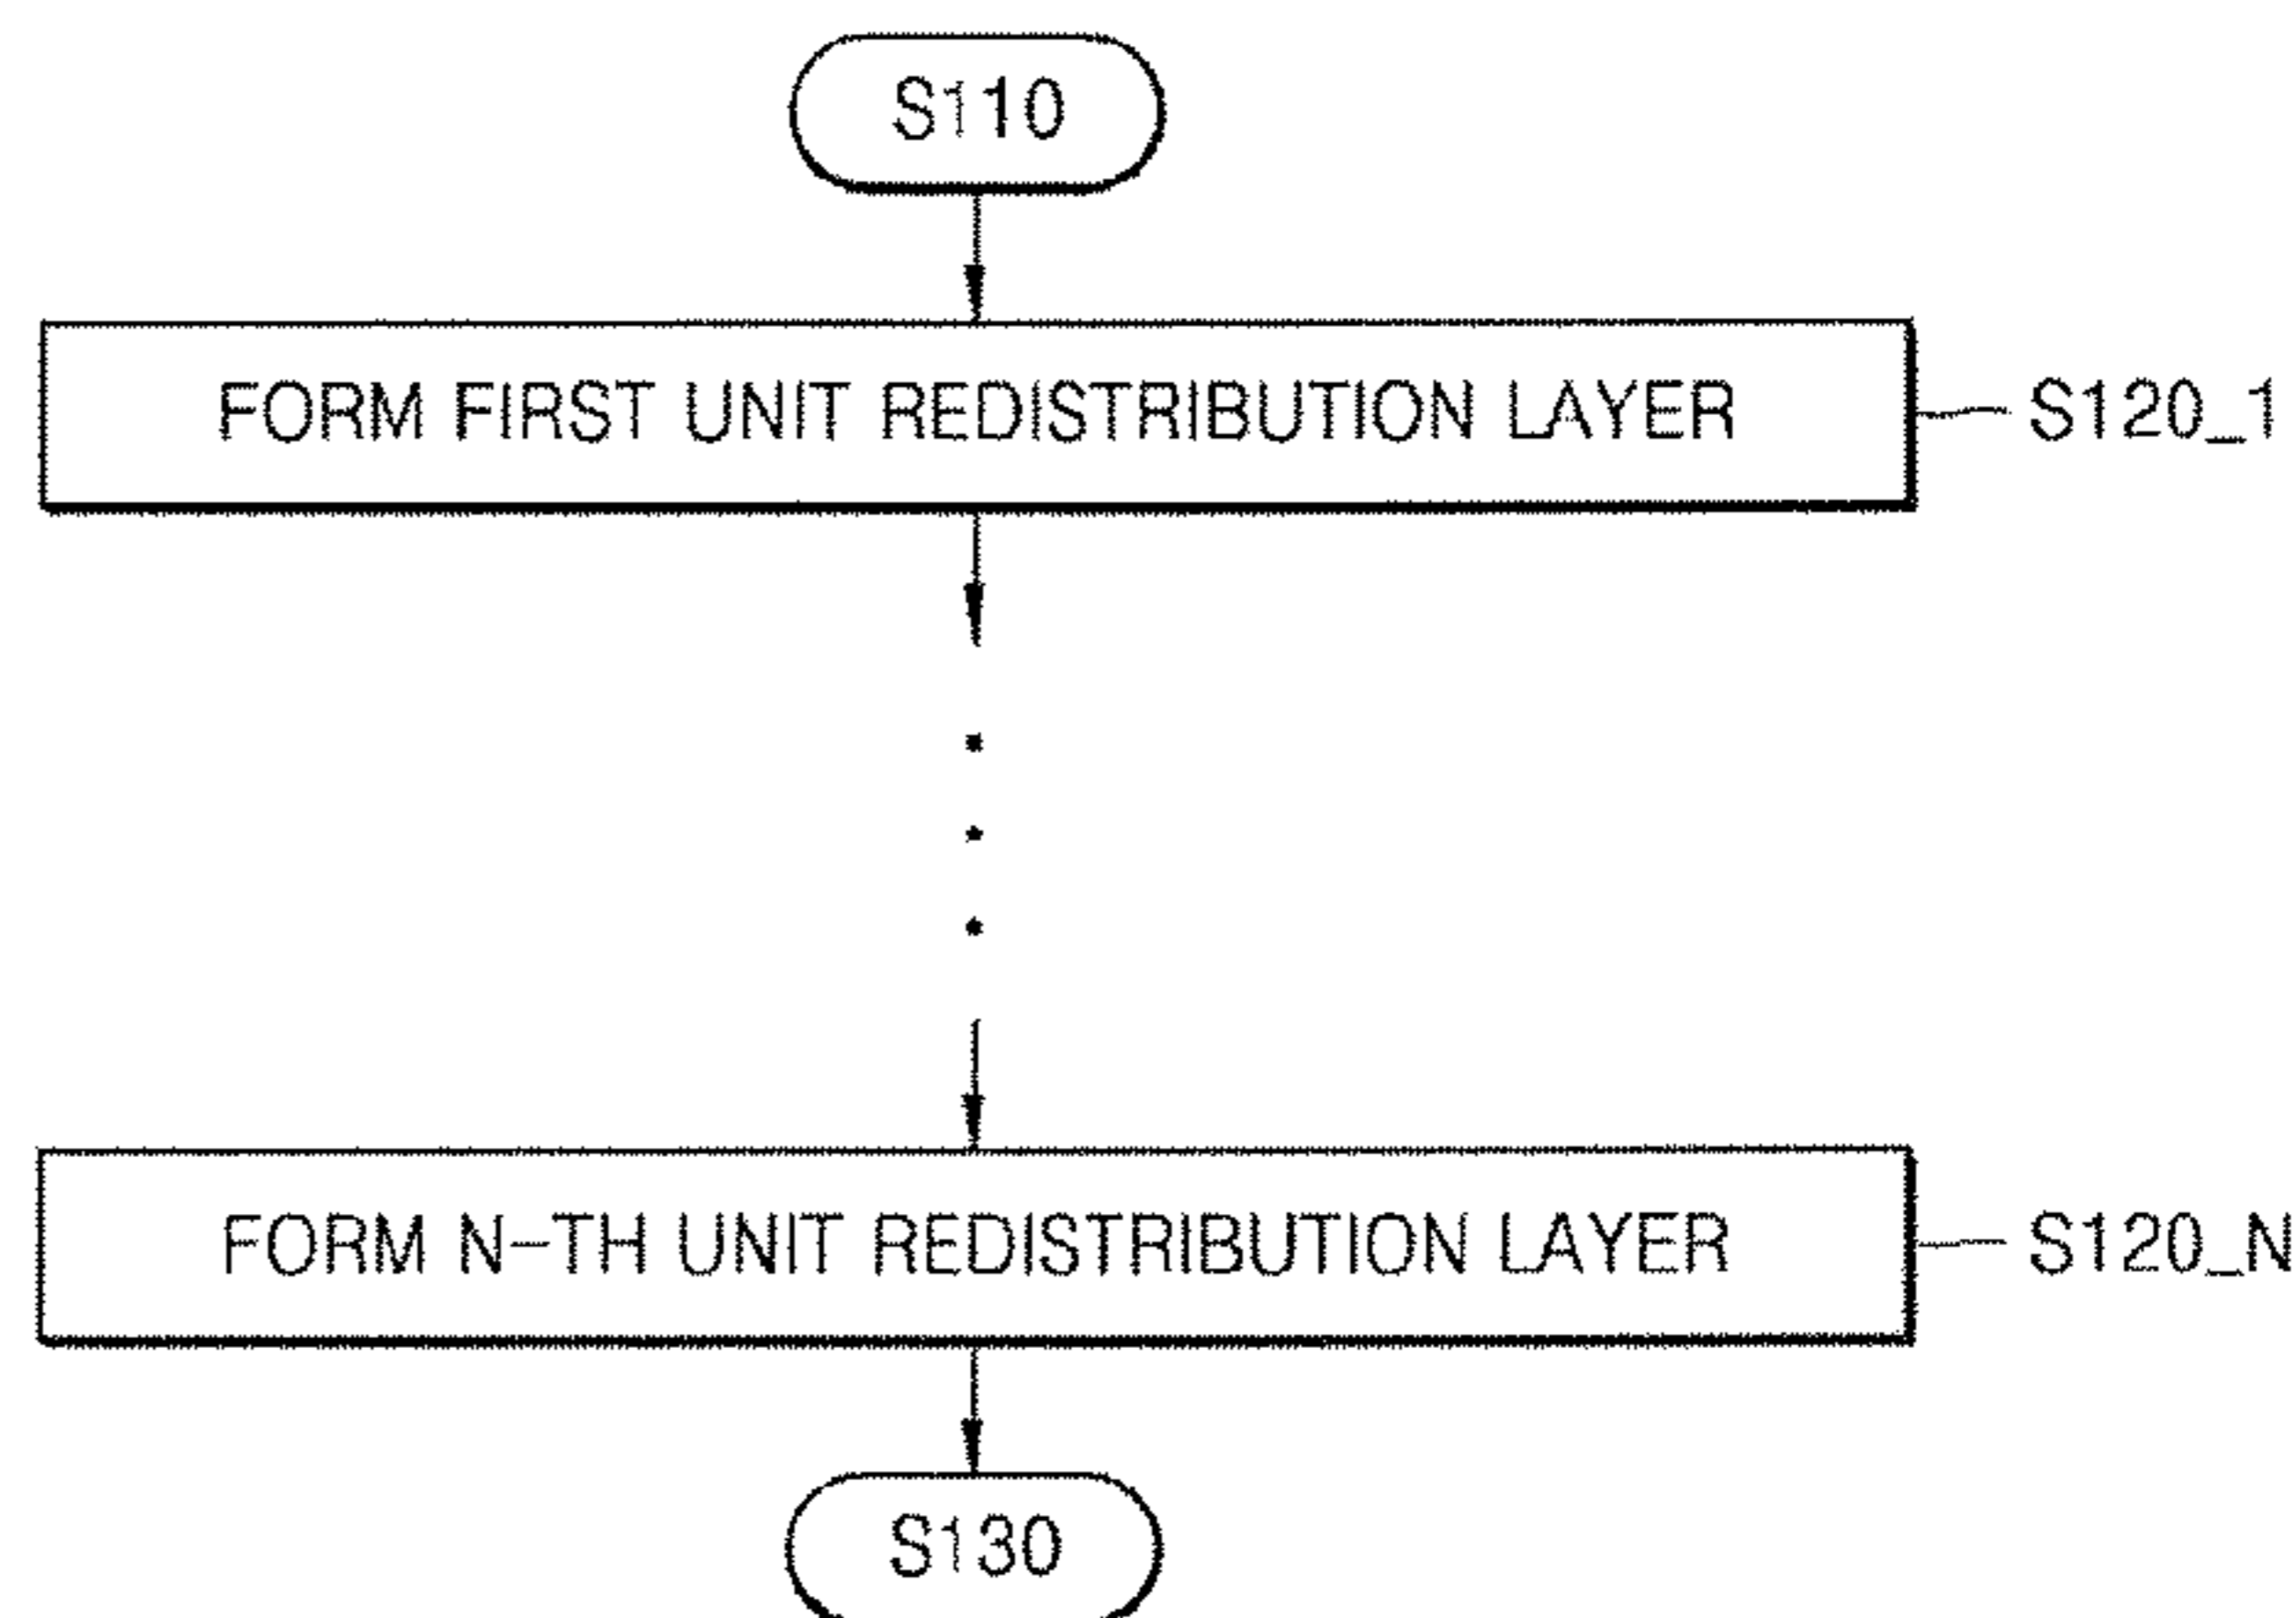 S110
FORM FIRST UNIT REDISTRIBUTION LAYER
S120_1
FORM N-TH UNIT REDISTRIBUTION LAYER
S120_N
S130